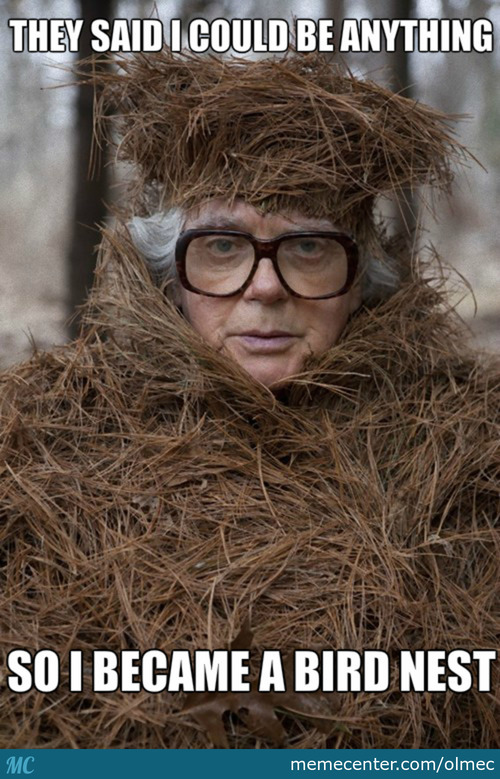 THEY SAID I COULD BE ANYTHING
SO I BECAME A BIRD NEST
MC memecenter.com/olmec